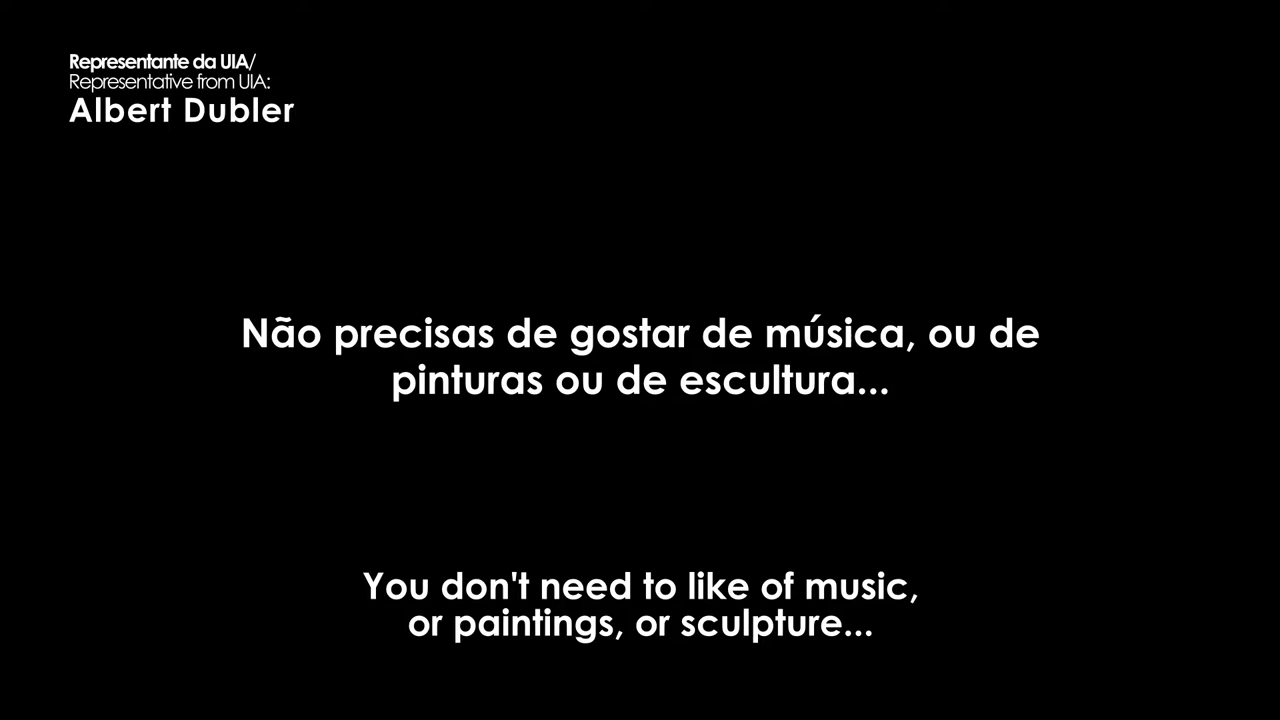 Representante da UIA/
Representative from UIA:
Albert Dubler
Não precisas de gostar de música, ou de
pinturas ou de escultura...
You don't need to like of music,
or paintings, or sculpture...